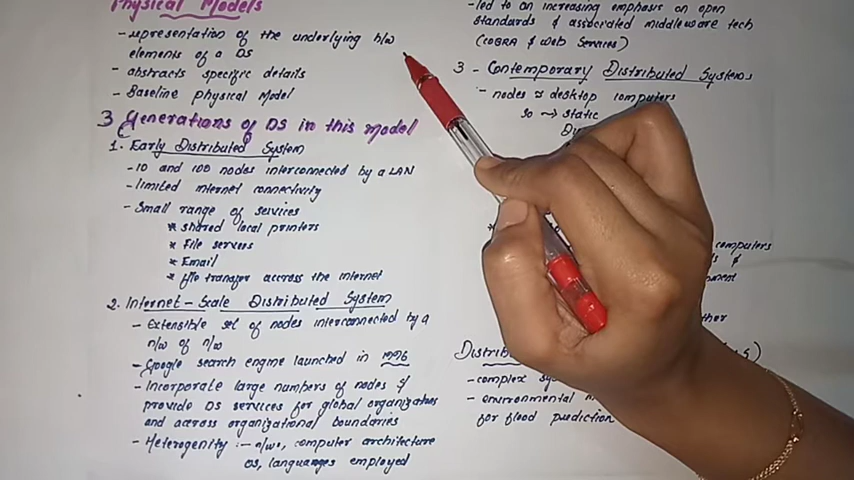 Physical Models
- representation of the underlying h/w
elements of a DS
- abstracts specific details
- Baseline physical Model
3 Generations of DS in this model
1. Early Distributed System
- 10 and 100 nodes interconnected by a LAN
- limited internet connectivity
- Small range of services
* shared local printers
* File servers
* Email
* file transfer accross the internet
2. Internet-Scale Distributed System
- Extensible set of nodes interconnected by a
n/w of n/w
- Google search engine launched in 1996
- Incorporate large numbers of nodes &
provide DS services for global organizations
and across organizational boundaries
- Heterogenity :- n/w, computer architecture
OS, languages employed
- led to an increasing emphasis on open
standards & associated middleware tech
(COBRA & Web Services)
3 - Contemporary Distributed Systems
- nodes ≈ desktop computers
so → static
computers
&
- complex
- environmental
for flood prediction